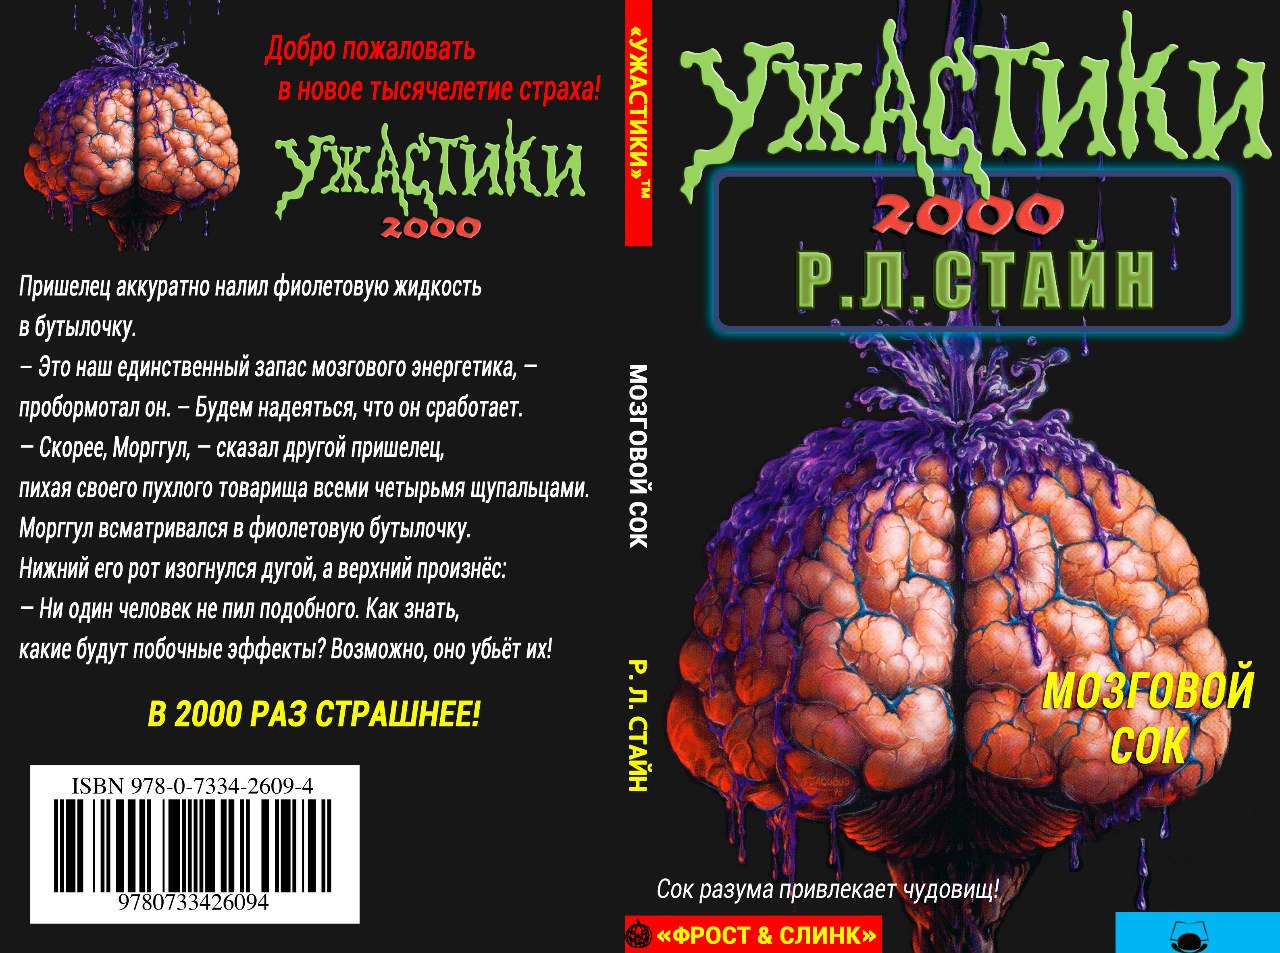 Добро пожаловать
в новое тысячелетие страха!
УЖАСТИКИ
2000
Пришелец аккуратно налил фиолетовую жидкость
в бутылочку.
– Это наш единственный запас мозгового энергетика, –
пробормотал он. – Будем надеяться, что он сработает.
– Скорее, Морггул, – сказал другой пришелец,
пихая своего пухлого товарища всеми четырьмя щупальцами.
Морггул всматривался в фиолетовую бутылочку.
Нижний его рот изогнулся дугой, а верхний произнёс:
– Ни один человек не пил подобного. Как знать,
какие будут побочные эффекты? Возможно, оно убьёт их!
В 2000 РАЗ СТРАШНЕЕ!
ISBN 978-0-7334-2609-4
9780733426094
«УЖАСТИКИ»™
МОЗГОВОЙ СОК
Р. Л. СТАЙН
УЖАСТИКИ
2000
Р.Л.СТАЙН
МОЗГОВОЙ
СОК
Сок разума привлекает чудовищ!
«ФРОСТ & СЛИНК»